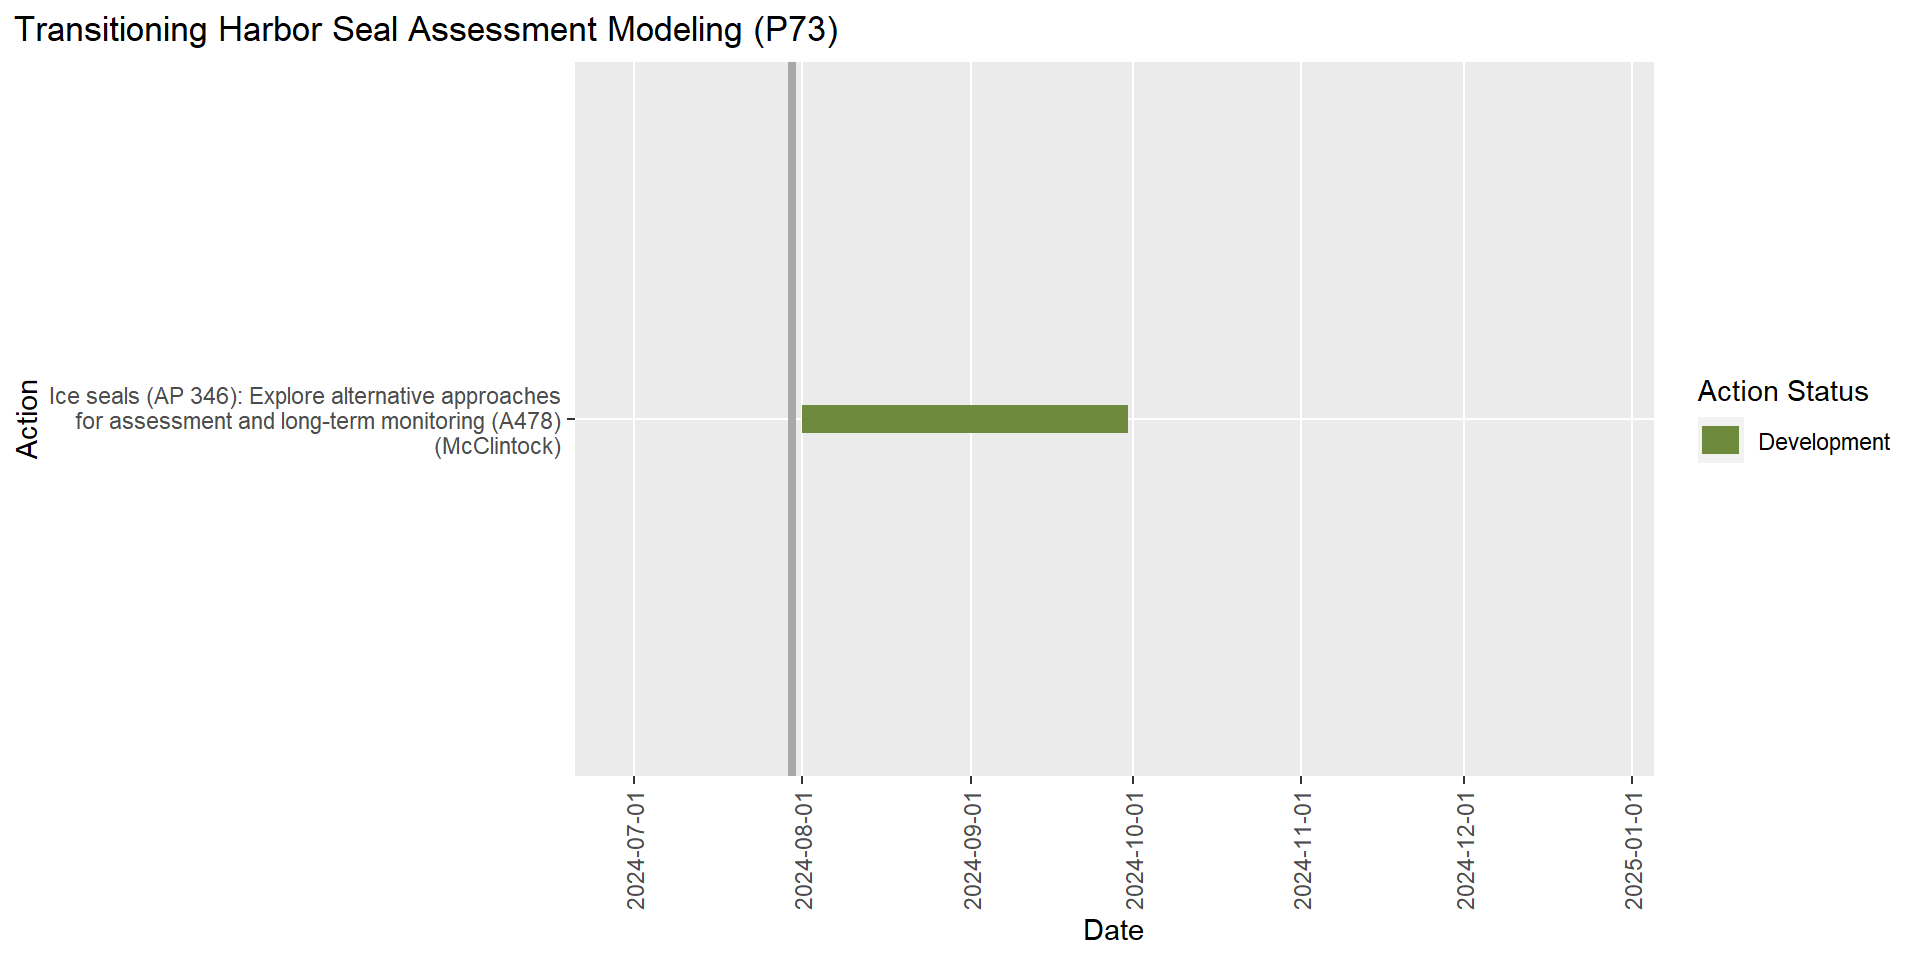 Transitioning Harbor Seal Assessment Modeling (P73)
Action
Ice seals (AP 346): Explore alternative approaches
for assessment and long-term monitoring (A478)
(McClintock)
Action Status
Development
2024-07-01
2024-08-01
2024-09-01
2024-10-01
2024-11-01
2024-12-01
2025-01-01
Date